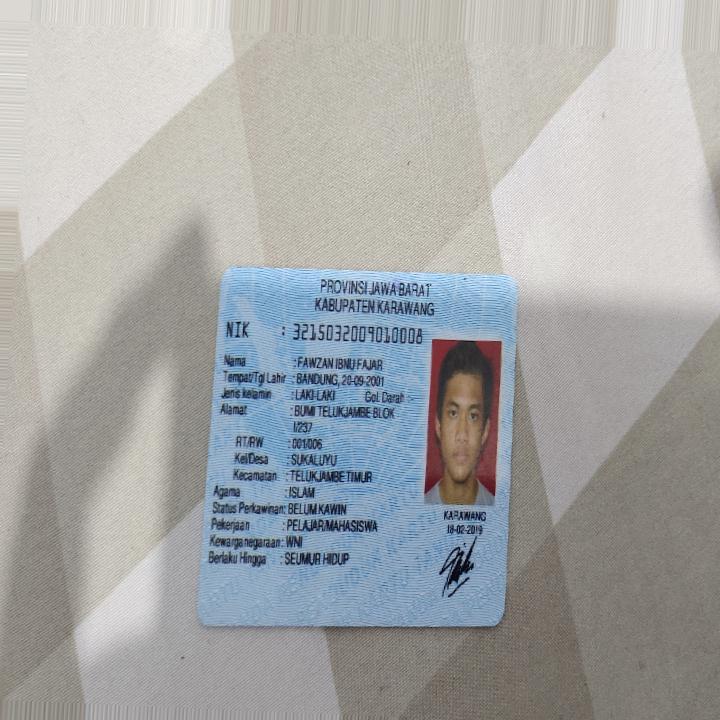 PROVINSI JAWA BARAT
KABUPATEN KARAWANG
NIK : 3215032009010008
Nama : FAWZAN IBNU FAJAR
Tempat/Tgl Lahir : BANDUNG, 20-09-2001
Jenis kelamin : LAKI-LAKI Gol. Darah :-
Alamat : BUMI TELUKJAMBE BLOK
I/237
RT/RW : 001/006
Kel/Desa : SUKALUYU
Kecamatan : TELUKJAMBE TIMUR
Agama : ISLAM
Status Perkawinan: BELUM KAWIN
Pekerjaan : PELAJAR/MAHASISWA
Kewarganegaraan: WNI
Berlaku Hingga : SEUMUR HIDUP
KARAWANG
18-02-2019